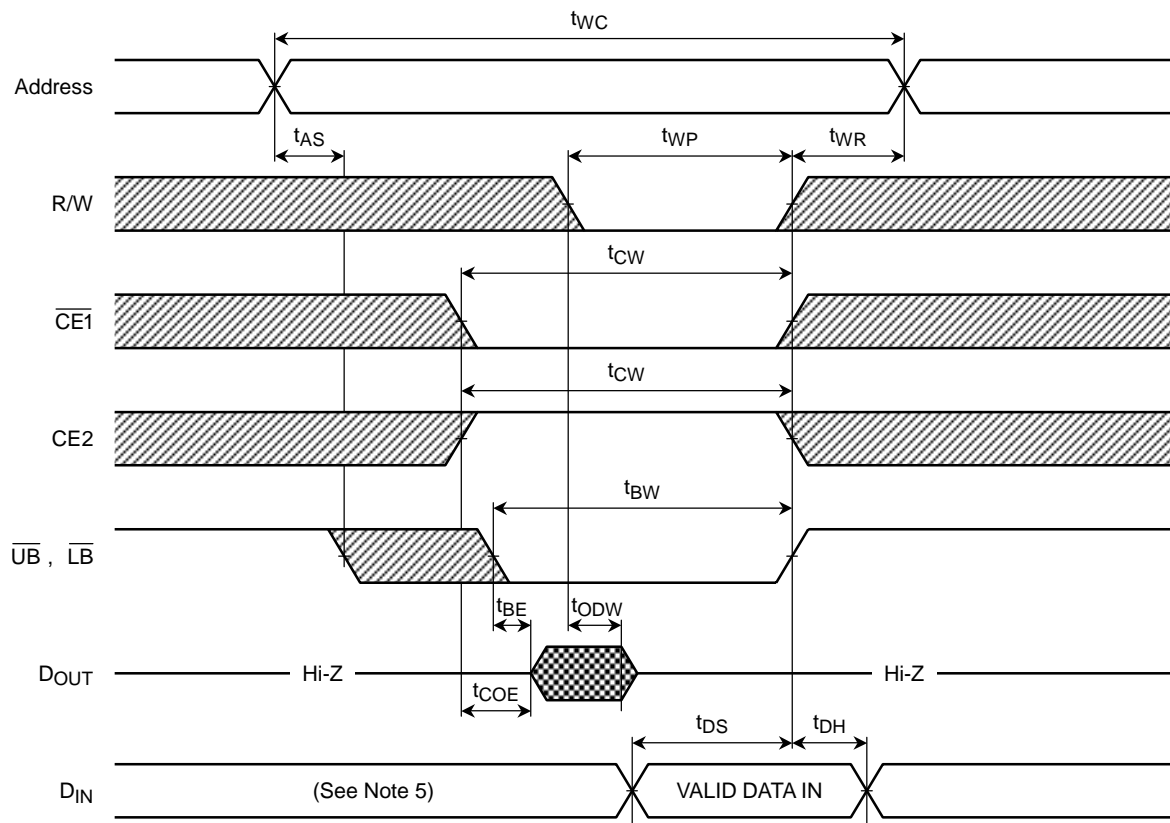 tWC
Address
tAS
tWP
tWR
R/W
tCW
CE1
tCW
CE2
tBW
UB , LB
tBE
tODW
DOUT
Hi-Z
Hi-Z
tCOE
tDS
tDH
DIN
(See Note 5)
VALID DATA IN